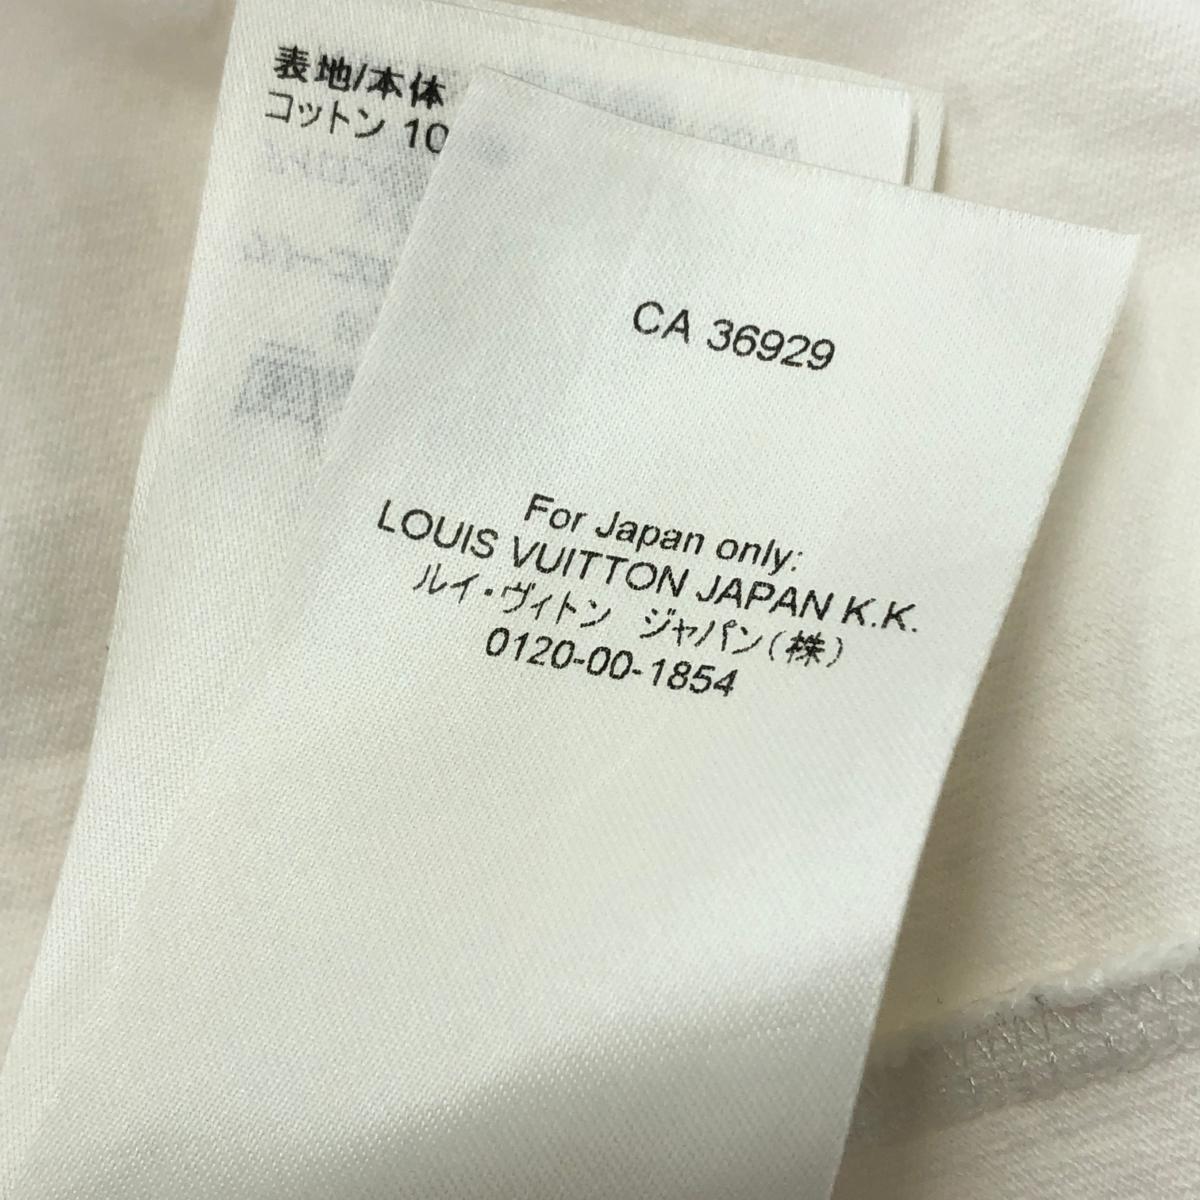 表地/本体
コットン 10
CA 36929
For Japan only:
LOUIS VUITTON JAPAN K.K.
ルイ・ヴィトン ジャパン(株)
0120-00-1854